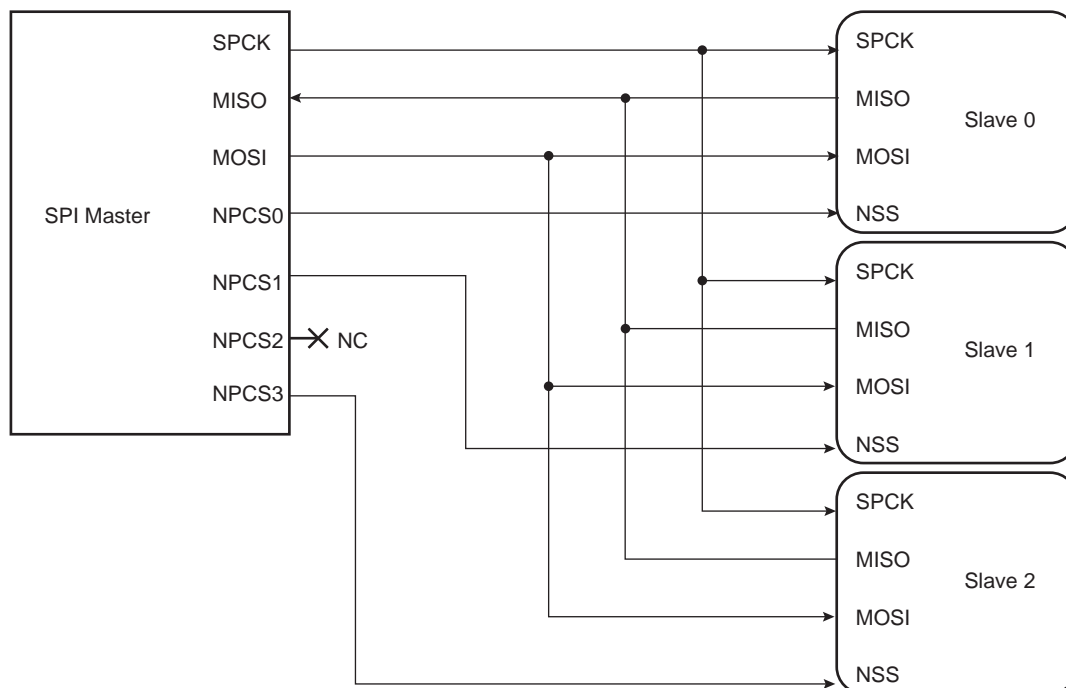 SPI Master
SPCK
MISO
MOSI
NPCS0
NPCS1
NPCS2
NC
NPCS3
SPCK
MISO
Slave 0
MOSI
NSS
SPCK
MISO
Slave 1
MOSI
NSS
SPCK
MISO
Slave 2
MOSI
NSS